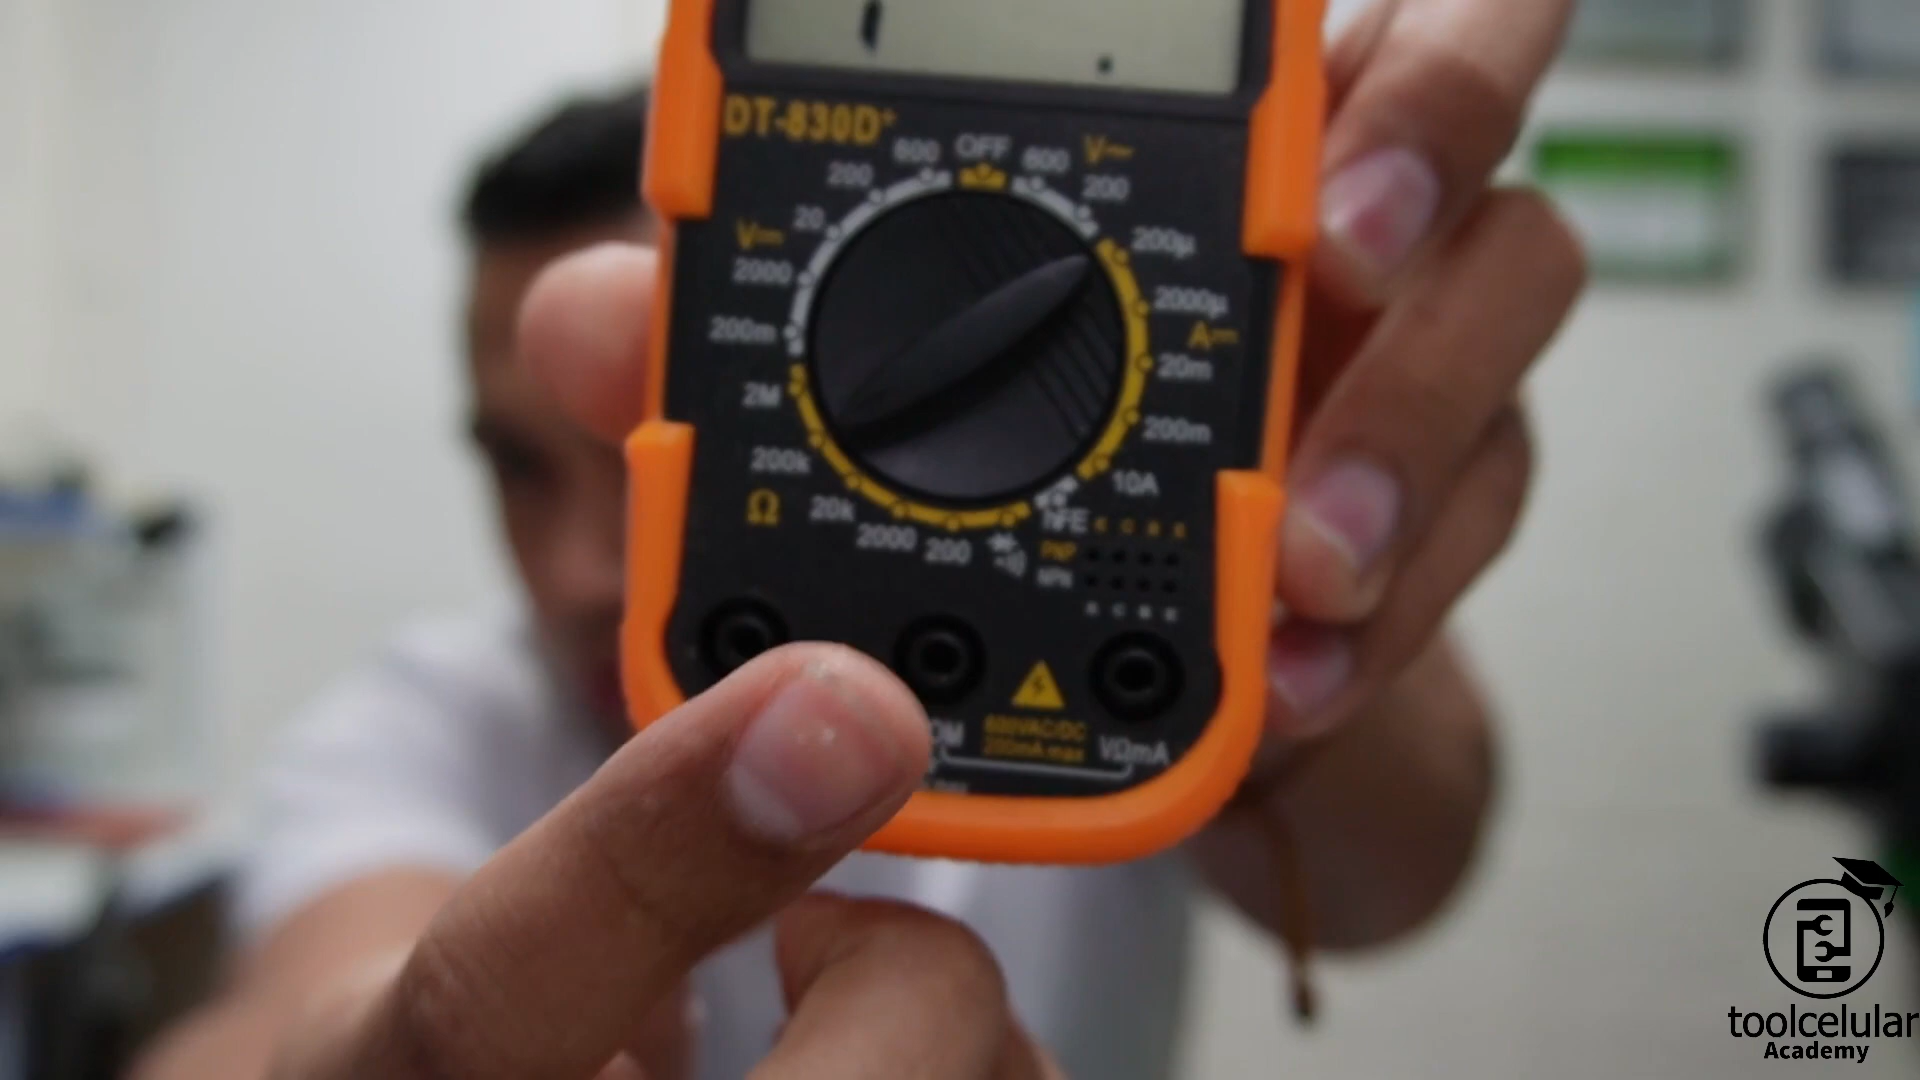 DT-830D+
600 OFF 600 V~
200 200
20 200µ
V⎓
2000 2000µ
A⎓
200m 20m
2M 200m
200k 10A
Ω 20k hFE E C B E
2000 200 PNP
NPN
E C B E
600VAC/DC
200mA max VΩmA
toolcelular
Academy